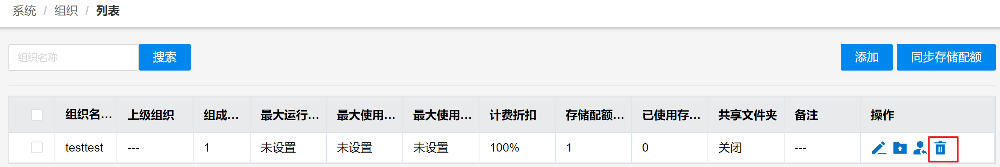 系统 / 组织 / 列表
组织名称 搜索 添加 同步存储配额
组织名... 上级组织 组成... 最大运行... 最大使用... 最大使用... 计费折扣 存储配额... 已使用存... 共享文件夹 备注 操作
testtest --- 1 未设置 未设置 未设置 100% 1 0 关闭 ---